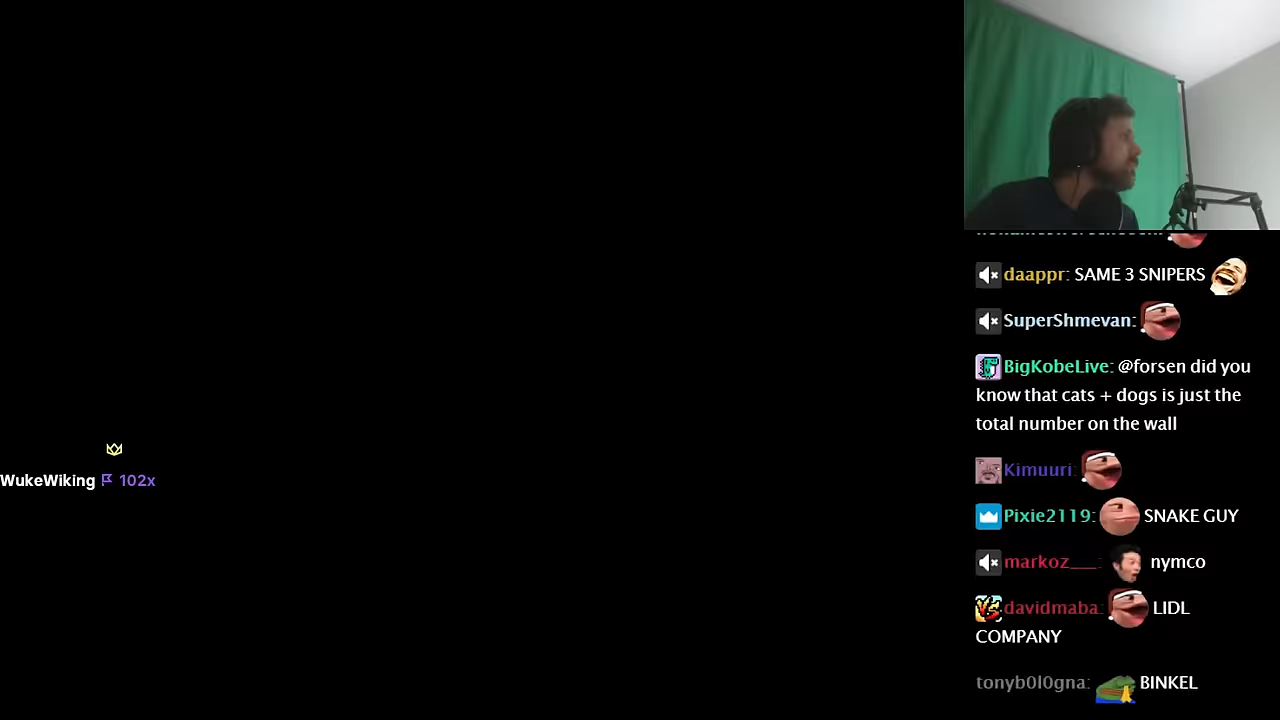 daappr: SAME 3 SNIPERS
SuperShmevan:
BigKobeLive: @forsen did you
know that cats + dogs is just the
total number on the wall
WukeWiking 102x
Kimuuri:
Pixie2119: SNAKE GUY
markoz___: nymco
davidmaba: LIDL
COMPANY
tonyb0l0gna: BINKEL